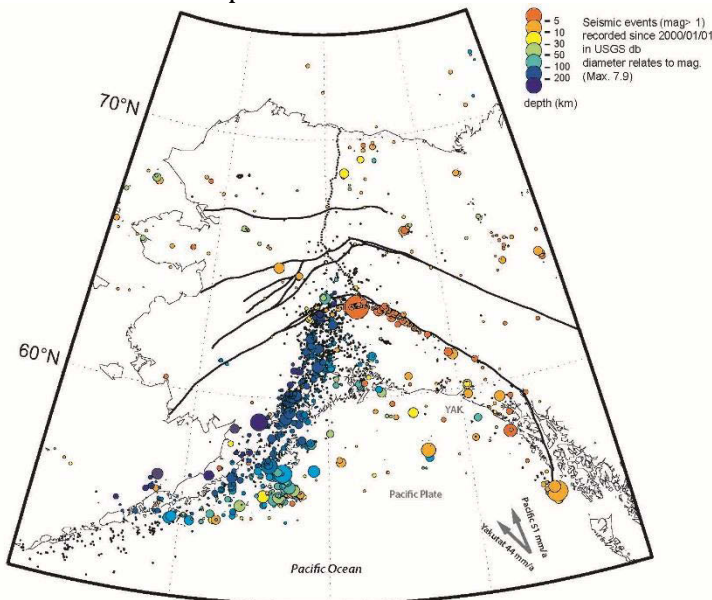 5
10
30
50
100
200
depth (km)
Seismic events (mag> 1)
recorded since 2000/01/01
in USGS db
diameter relates to mag.
(Max. 7.9)
70°N
60°N
YAK
Pacific Plate
Pacific 51 mm/a
Yakutat 44 mm/a
Pacific Ocean